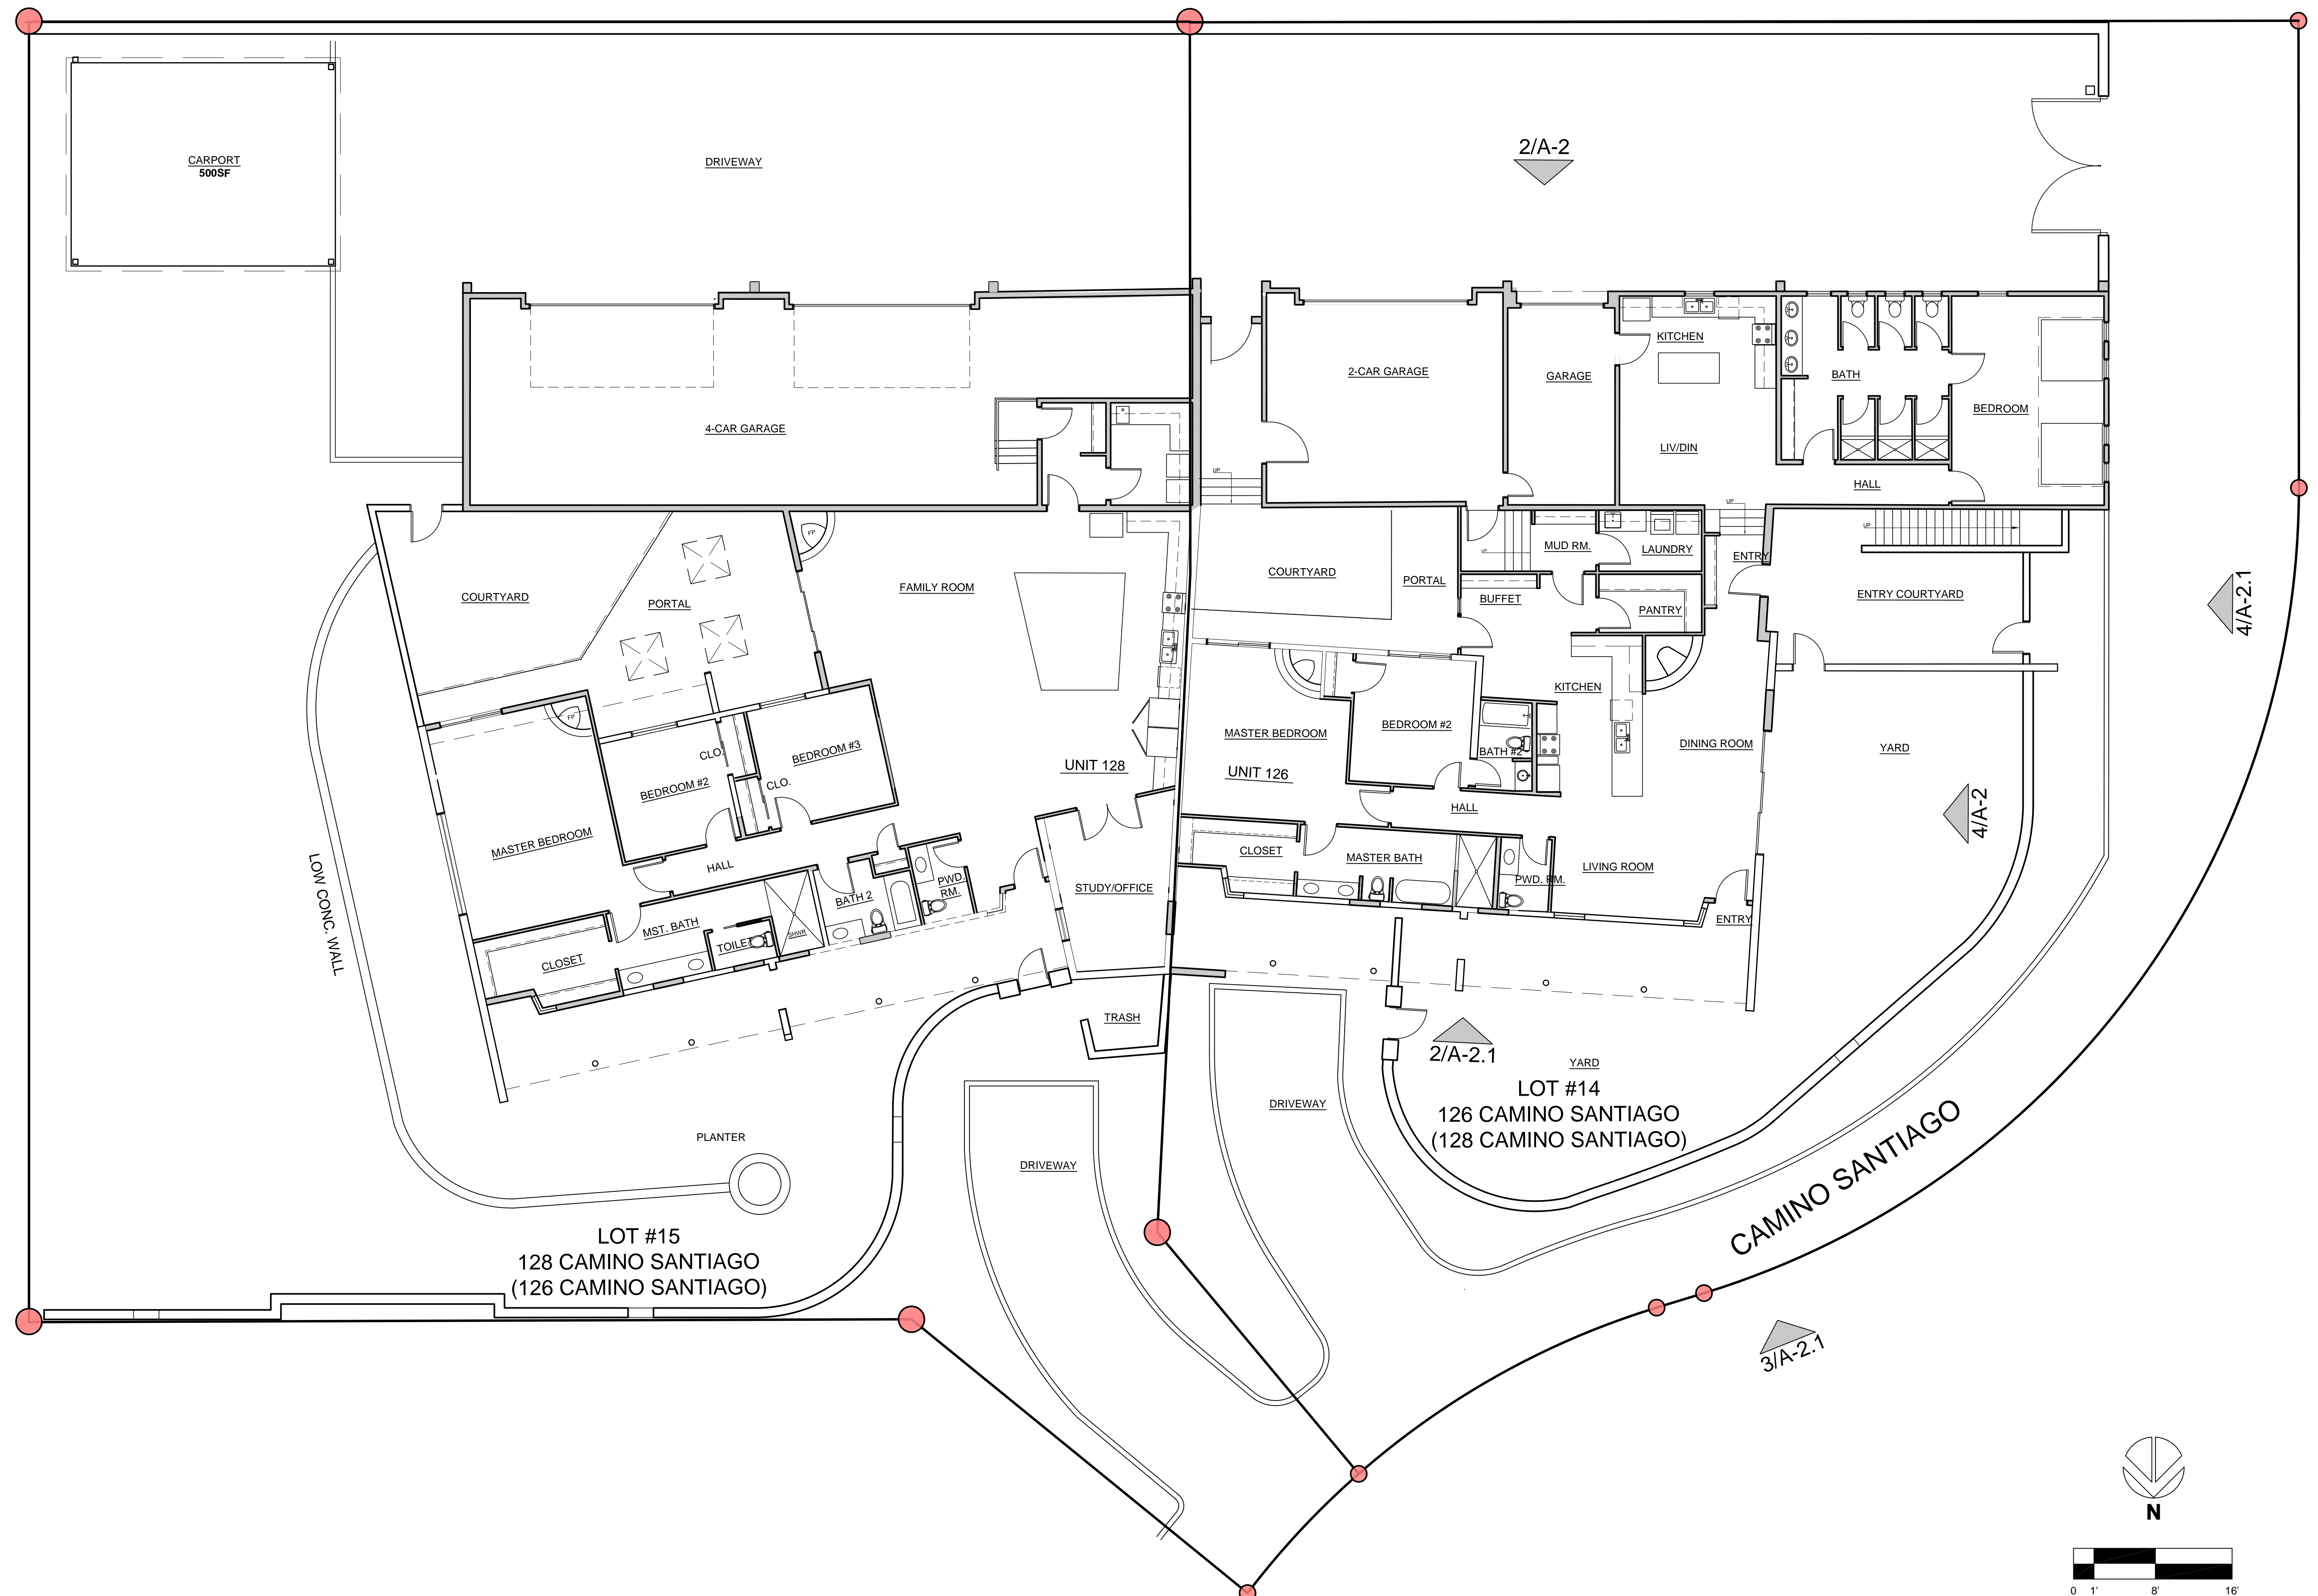 CARPORT
500SF
DRIVEWAY
2/A-2
4-CAR GARAGE
2-CAR GARAGE
GARAGE
KITCHEN
LIV/DIN
BATH
BEDROOM
HALL
UP
UP
UP
UP
FP
COURTYARD
PORTAL
FAMILY ROOM
COURTYARD
PORTAL
MUD RM.
LAUNDRY
ENTRY
BUFFET
PANTRY
ENTRY COURTYARD
4/A-2.1
FP
MASTER BEDROOM
BEDROOM #2
CLO.
CLO.
BEDROOM #3
UNIT 128
MASTER BEDROOM
UNIT 126
BEDROOM #2
BATH #2
KITCHEN
DINING ROOM
YARD
4/A-2
HALL
HALL
LOW CONC. WALL
CLOSET
MST. BATH
TOILET
SHWR
BATH 2
PWD.
RM.
STUDY/OFFICE
CLOSET
MASTER BATH
PWD. RM.
LIVING ROOM
ENTRY
TRASH
2/A-2.1
YARD
LOT #14
126 CAMINO SANTIAGO
(128 CAMINO SANTIAGO)
DRIVEWAY
PLANTER
DRIVEWAY
CAMINO SANTIAGO
LOT #15
128 CAMINO SANTIAGO
(126 CAMINO SANTIAGO)
3/A-2.1
N
0 1' 8' 16'